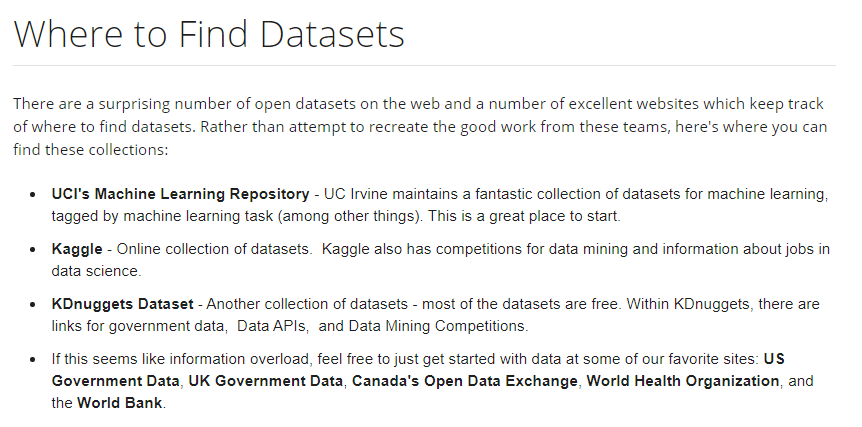 Where to Find Datasets
There are a surprising number of open datasets on the web and a number of excellent websites which keep track
of where to find datasets. Rather than attempt to recreate the good work from these teams, here's where you can
find these collections:
• UCI's Machine Learning Repository - UC Irvine maintains a fantastic collection of datasets for machine learning,
tagged by machine learning task (among other things). This is a great place to start.
• Kaggle - Online collection of datasets.  Kaggle also has competitions for data mining and information about jobs in
data science.
• KDnuggets Dataset - Another collection of datasets - most of the datasets are free. Within KDnuggets, there are
links for government data,  Data APIs,  and Data Mining Competitions.
• If this seems like information overload, feel free to just get started with data at some of our favorite sites: US
Government Data, UK Government Data, Canada's Open Data Exchange, World Health Organization, and
the World Bank.